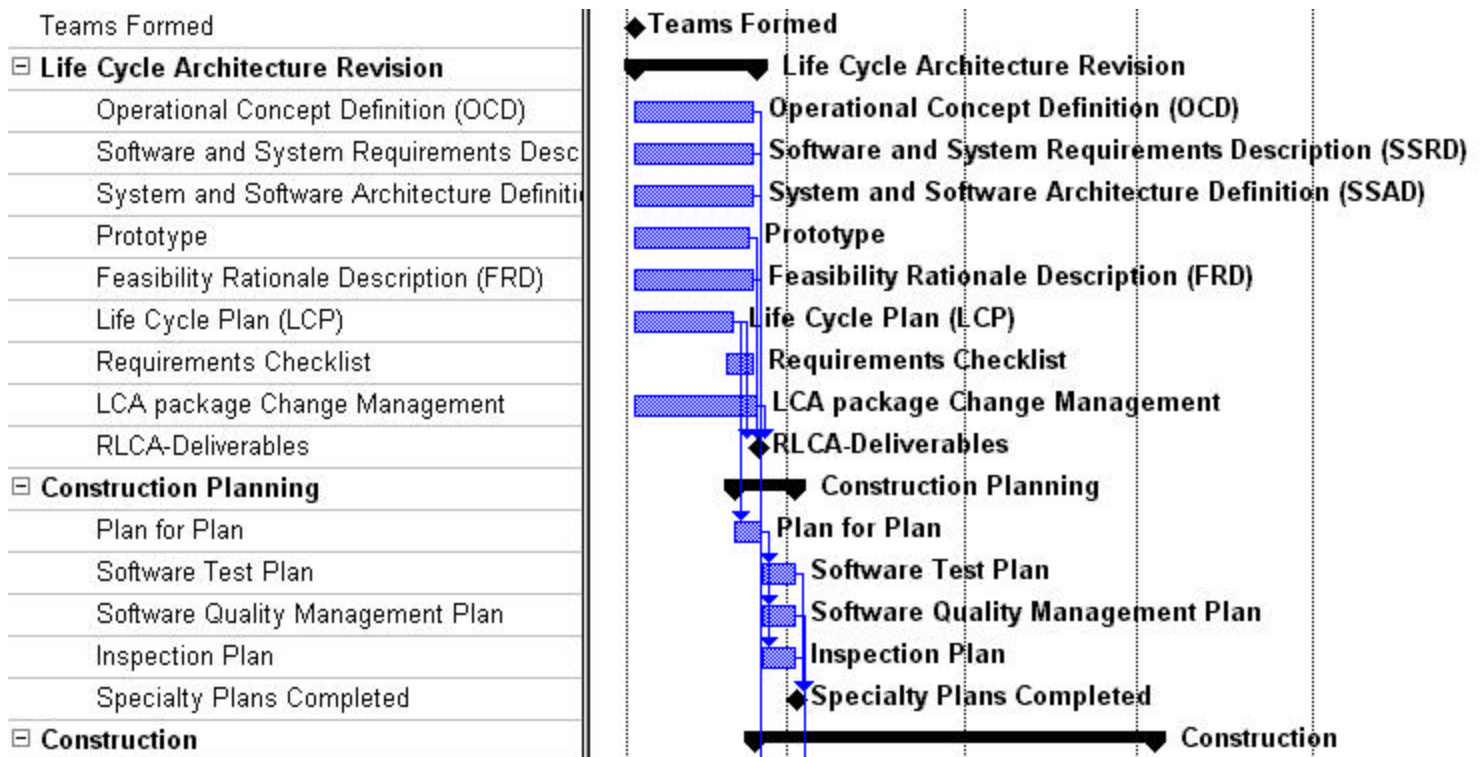 Teams Formed Teams Formed
Life Cycle Architecture Revision Life Cycle Architecture Revision
Operational Concept Definition (OCD) Operational Concept Definition (OCD)
Software and System Requirements Desc Software and System Requirements Description (SSRD)
System and Software Architecture Definiti System and Software Architecture Definition (SSAD)
Prototype Prototype
Feasibility Rationale Description (FRD) Feasibility Rationale Description (FRD)
Life Cycle Plan (LCP) Life Cycle Plan (LCP)
Requirements Checklist Requirements Checklist
LCA package Change Management LCA package Change Management
RLCA-Deliverables RLCA-Deliverables
Construction Planning Construction Planning
Plan for Plan Plan for Plan
Software Test Plan Software Test Plan
Software Quality Management Plan Software Quality Management Plan
Inspection Plan Inspection Plan
Specialty Plans Completed Specialty Plans Completed
Construction Construction